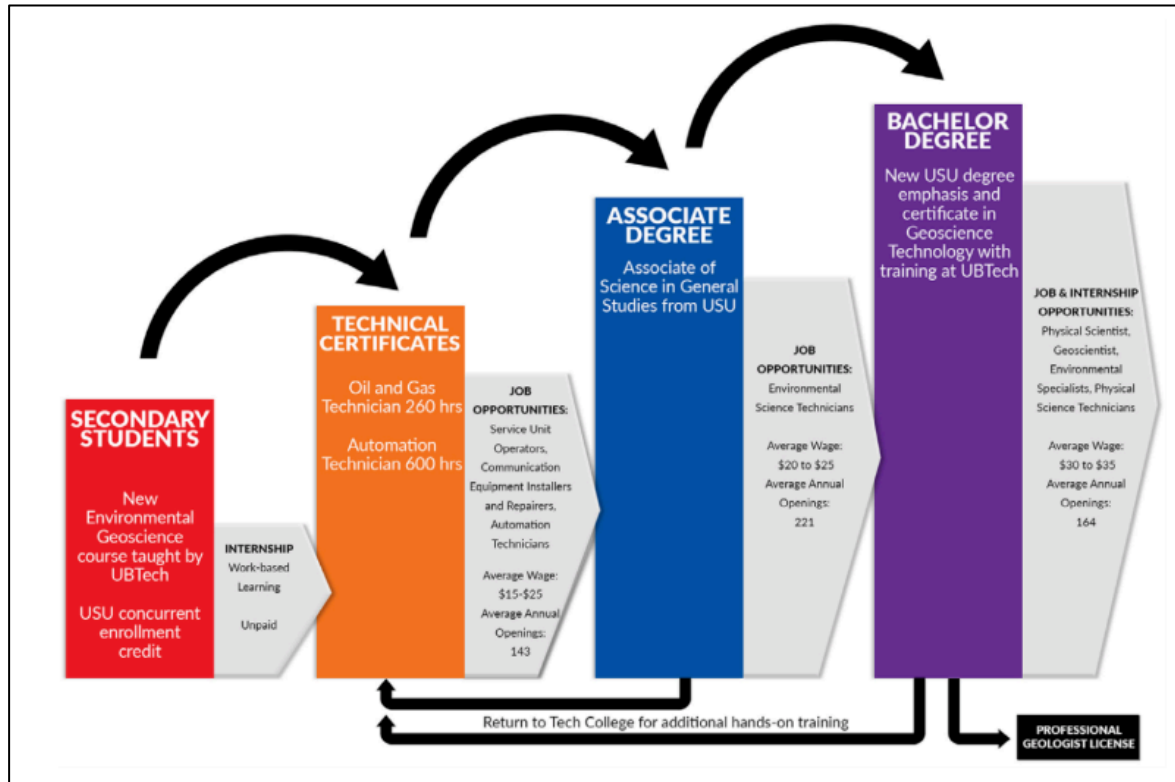 SECONDARY
STUDENTS
New
Environmental
Geoscience
course taught by
UBTech
USU concurrent
enrollment
credit
INTERNSHIP
Work-based
Learning
Unpaid
TECHNICAL
CERTIFICATES
Oil and Gas
Technician 260 hrs
Automation
Technician 600 hrs
JOB
OPPORTUNITIES:
Service Unit
Operators,
Communication
Equipment Installers
and Repairers,
Automation
Technicians
Average Wage:
$15-$25
Average Annual
Openings:
143
ASSOCIATE
DEGREE
Associate of
Science in General
Studies from USU
JOB
OPPORTUNITIES:
Environmental
Science Technicians
Average Wage:
$20 to $25
Average Annual
Openings:
221
BACHELOR
DEGREE
New USU degree
emphasis and
certificate in
Geoscience
Technology with
training at UBTech
JOB & INTERNSHIP
OPPORTUNITIES:
Physical Scientist,
Geoscientist,
Environmental
Specialists, Physical
Science Technicians
Average Wage:
$30 to $35
Average Annual
Openings:
164
Return to Tech College for additional hands-on training
PROFESSIONAL
GEOLOGIST LICENSE